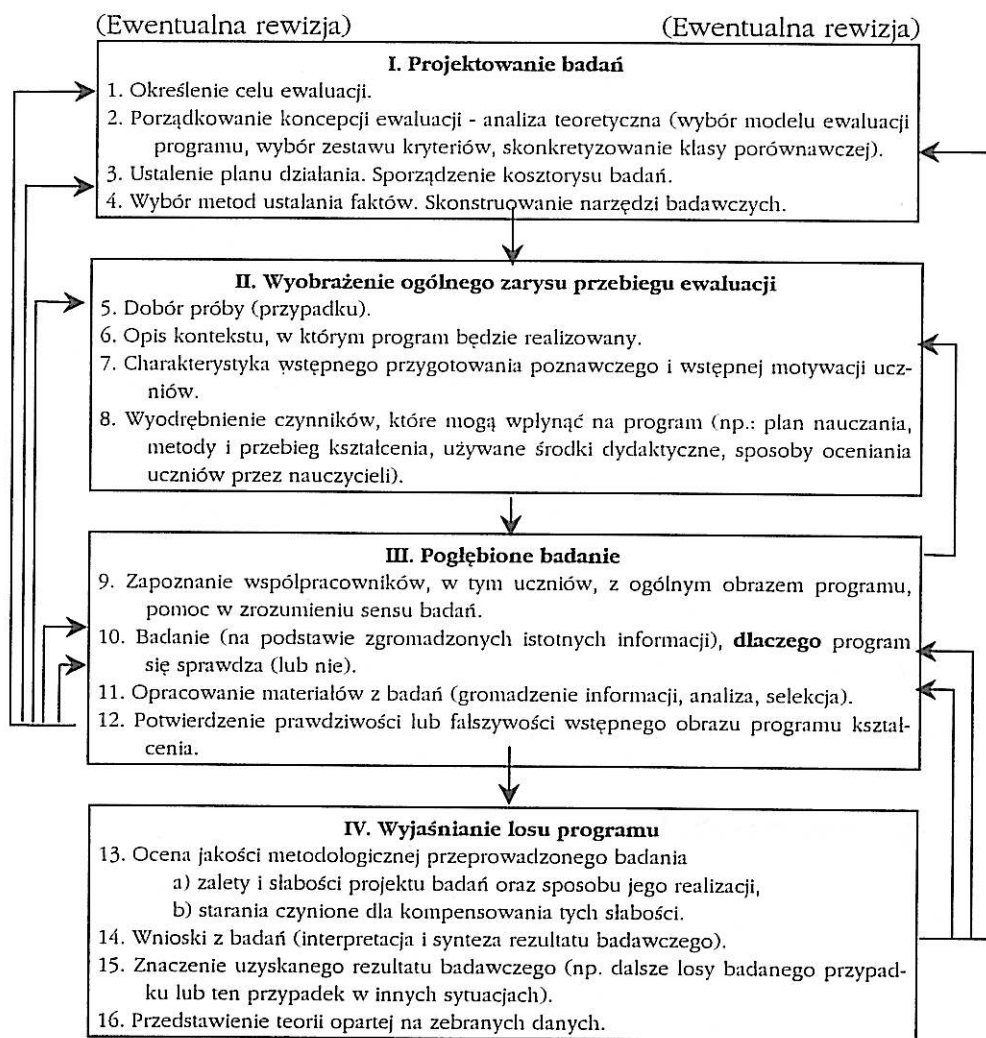 (Ewentualna rewizja) (Ewentualna rewizja)
I. Projektowanie badań
1. Określenie celu ewaluacji.
2. Porządkowanie koncepcji ewaluacji - analiza teoretyczna (wybór modelu ewaluacji
programu, wybór zestawu kryteriów, skonkretyzowanie klasy porównawczej).
3. Ustalenie planu działania. Sporządzenie kosztorysu badań.
4. Wybór metod ustalania faktów. Skonstruowanie narzędzi badawczych.
II. Wyobrażenie ogólnego zarysu przebiegu ewaluacji
5. Dobór próby (przypadku).
6. Opis kontekstu, w którym program będzie realizowany.
7. Charakterystyka wstępnego przygotowania poznawczego i wstępnej motywacji ucz-
niów.
8. Wyodrębnienie czynników, które mogą wpłynąć na program (np.: plan nauczania,
metody i przebieg kształcenia, używane środki dydaktyczne, sposoby oceniania
uczniów przez nauczycieli).
III. Pogłębione badanie
9. Zapoznanie współpracowników, w tym uczniów, z ogólnym obrazem programu,
pomoc w zrozumieniu sensu badań.
10. Badanie (na podstawie zgromadzonych istotnych informacji), dlaczego program
się sprawdza (lub nie).
11. Opracowanie materiałów z badań (gromadzenie informacji, analiza, selekcja).
12. Potwierdzenie prawdziwości lub fałszywości wstępnego obrazu programu kształ-
cenia.
IV. Wyjaśnianie losu programu
13. Ocena jakości metodologicznej przeprowadzonego badania
a) zalety i słabości projektu badań oraz sposobu jego realizacji,
b) starania czynione dla kompensowania tych słabości.
14. Wnioski z badań (interpretacja i synteza rezultatu badawczego).
15. Znaczenie uzyskanego rezultatu badawczego (np. dalsze losy badanego przypad-
ku lub ten przypadek w innych sytuacjach).
16. Przedstawienie teorii opartej na zebranych danych.